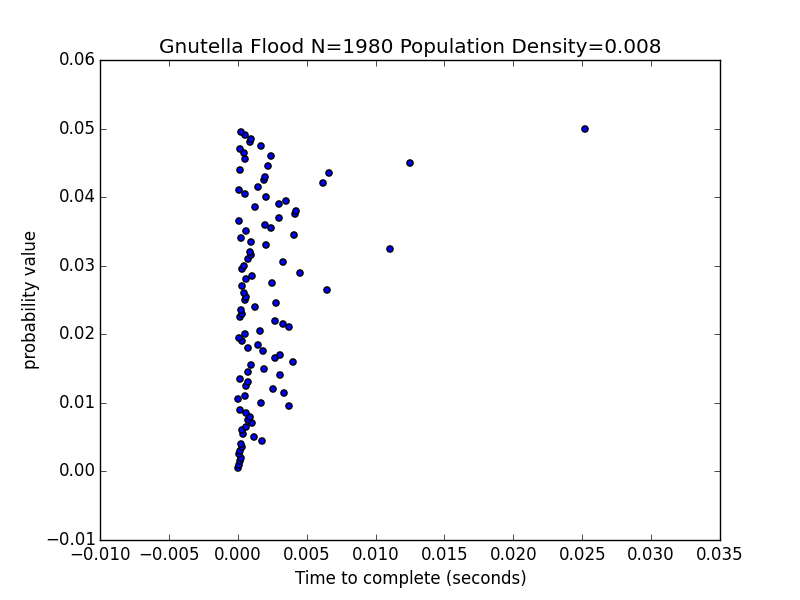 Gnutella Flood N=1980 Population Density=0.008
0.06
0.05
0.04
0.03
0.02
0.01
0.00
−0.01
probability value
−0.010 −0.005 0.000 0.005 0.010 0.015 0.020 0.025 0.030 0.035
Time to complete (seconds)